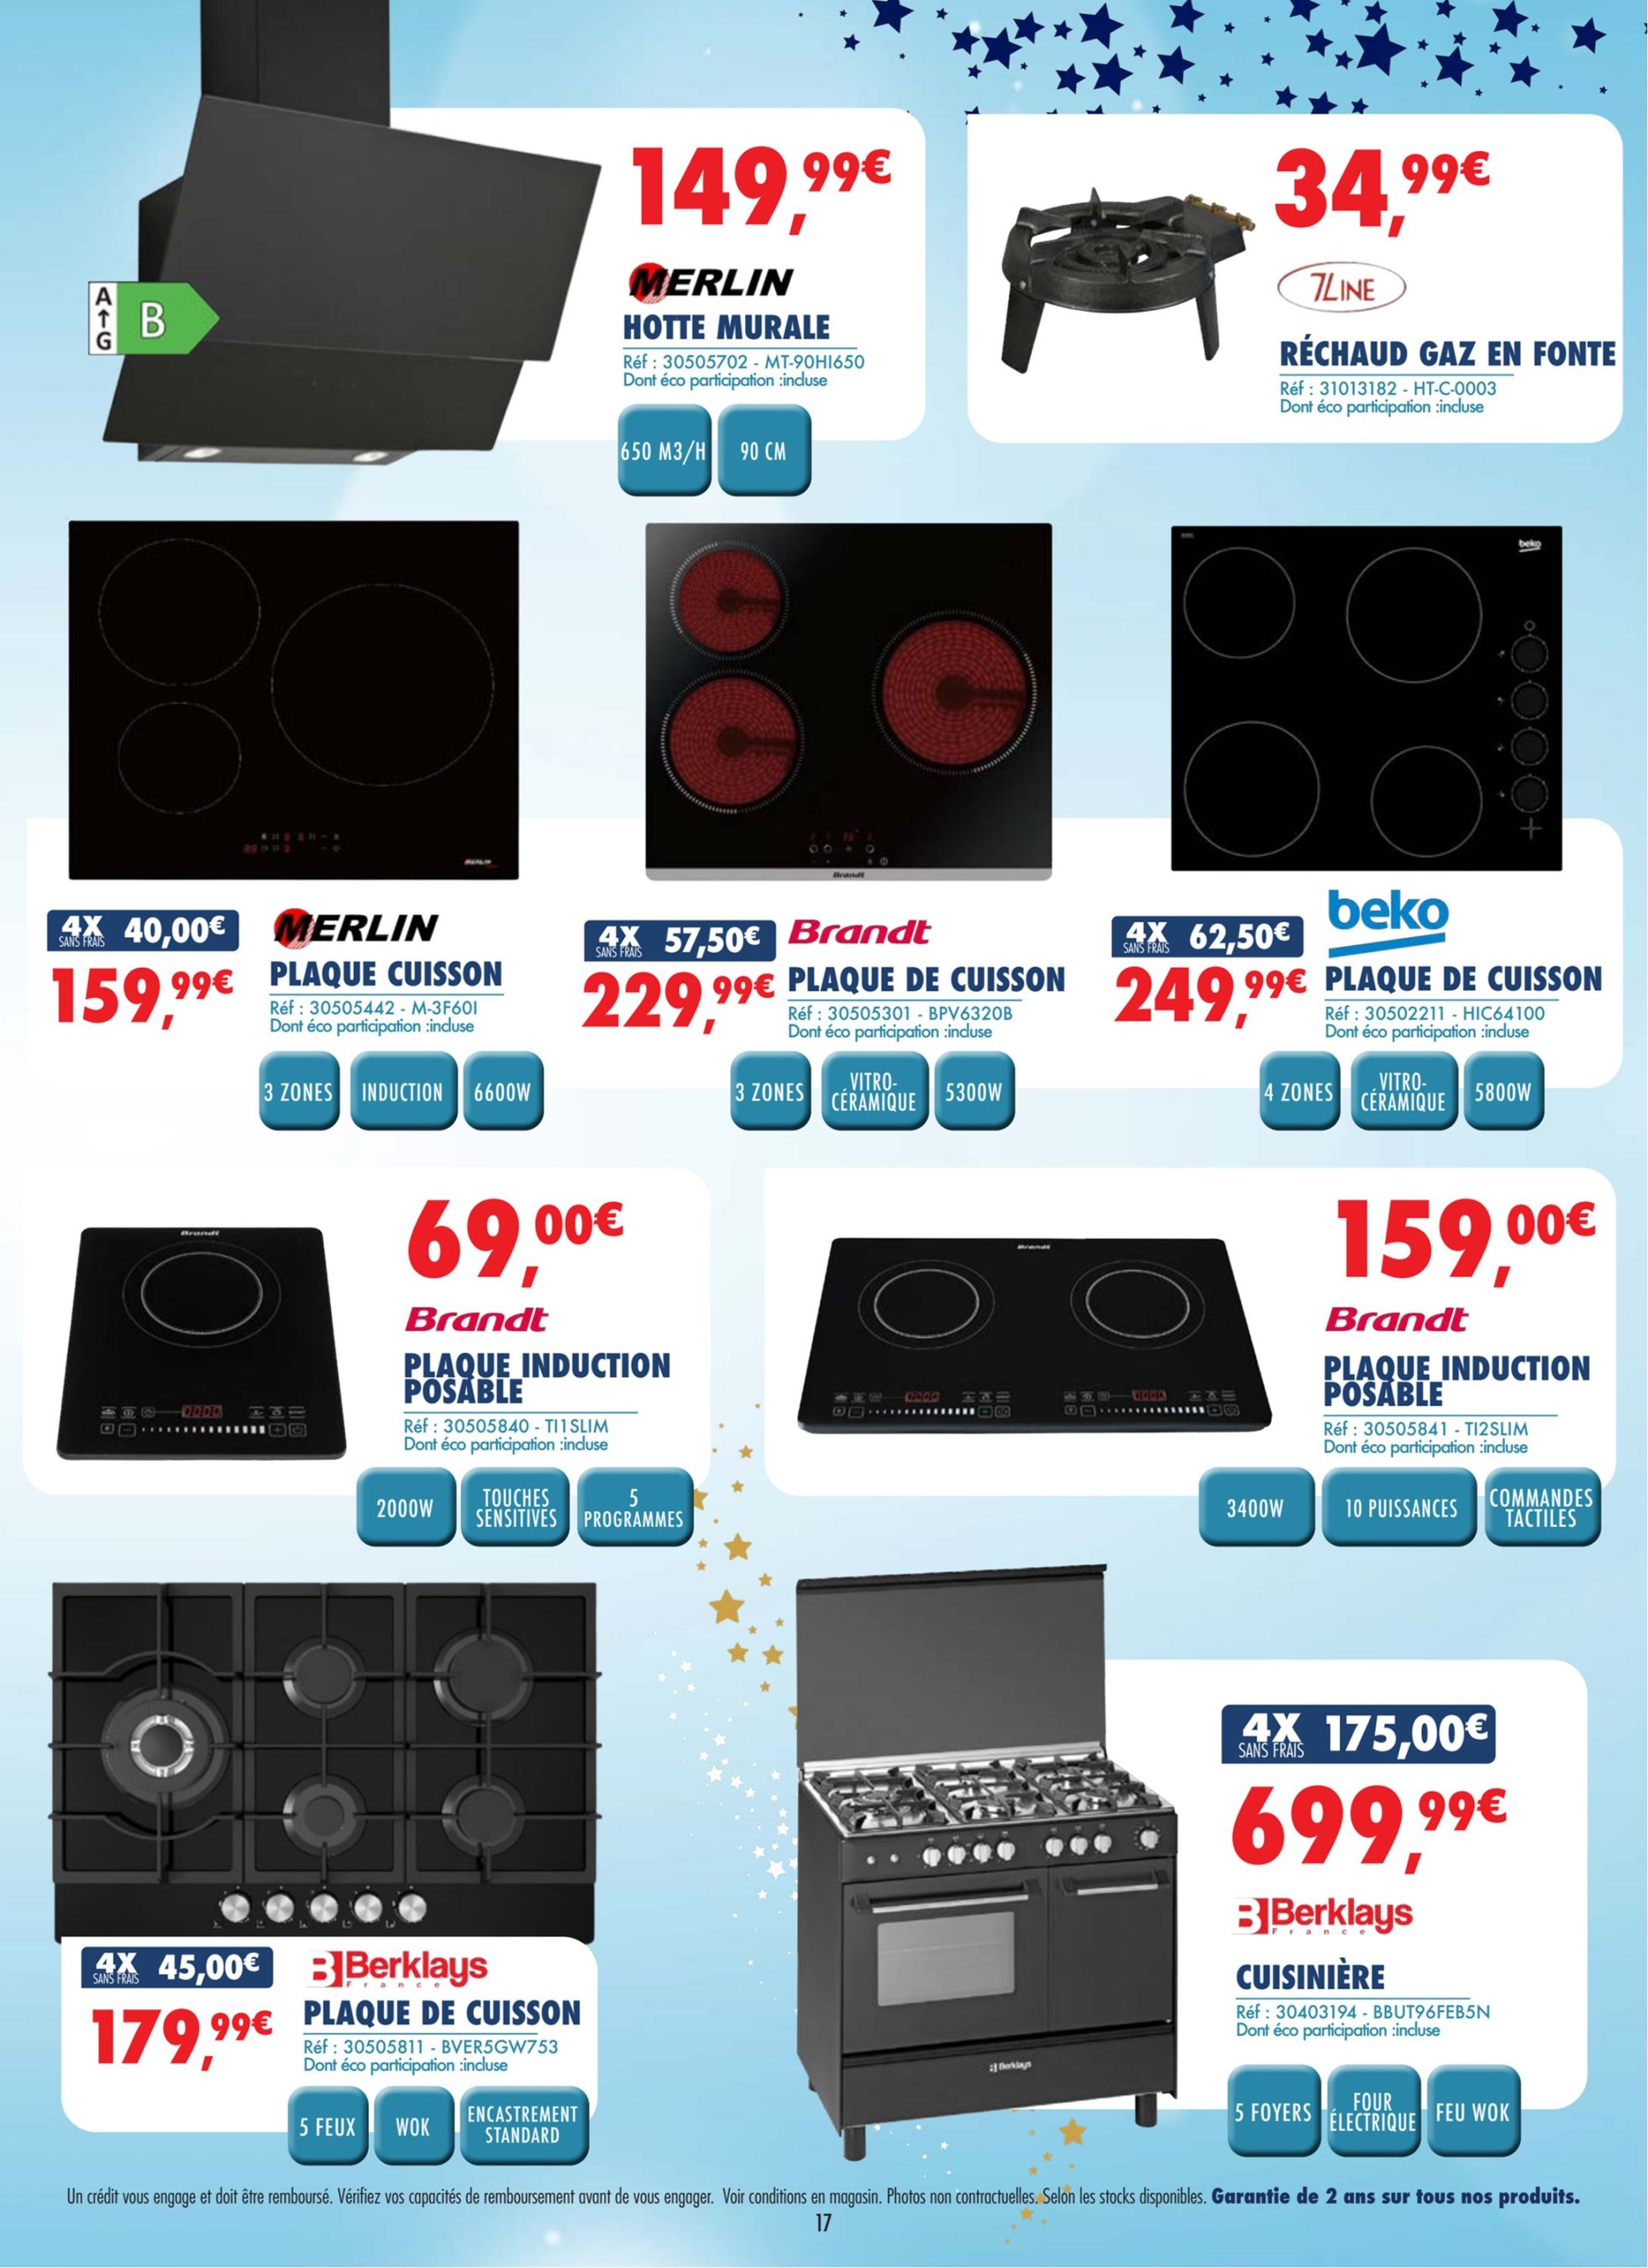 149,99€
MERLIN
HOTTE MURALE
Réf : 30505702 - MT-90HI650
Dont éco participation :incluse
650 M3/H
90 CM
A
G
B
34,99€
7LINE
RÉCHAUD GAZ EN FONTE
Réf : 31013182 - HT-C-0003
Dont éco participation :incluse
MERLIN
Brandt
beko
4X SANS FRAIS 40,00€
159,99€
MERLIN
PLAQUE CUISSON
Réf : 30505442 - M-3F60I
Dont éco participation :incluse
3 ZONES
INDUCTION
6600W
4X SANS FRAIS 57,50€
229,99€
Brandt
PLAQUE DE CUISSON
Réf : 30505301 - BPV6320B
Dont éco participation :incluse
3 ZONES
VITRO-
CÉRAMIQUE
5300W
4X SANS FRAIS 62,50€
249,99€
beko
PLAQUE DE CUISSON
Réf : 30502211 - HIC64100
Dont éco participation :incluse
4 ZONES
VITRO-
CÉRAMIQUE
5800W
Brandt
69,00€
Brandt
PLAQUE INDUCTION
POSABLE
Réf : 30505840 - TI1SLIM
Dont éco participation :incluse
2000W
TOUCHES
SENSITIVES
5
PROGRAMMES
Brandt
159,00€
Brandt
PLAQUE INDUCTION
POSABLE
Réf : 30505841 - TI2SLIM
Dont éco participation :incluse
3400W
10 PUISSANCES
COMMANDES
TACTILES
4X SANS FRAIS 45,00€
179,99€
Berklays
France
PLAQUE DE CUISSON
Réf : 30505811 - BVER5GW753
Dont éco participation :incluse
5 FEUX
WOK
ENCASTREMENT
STANDARD
Berklays
4X SANS FRAIS 175,00€
699,99€
Berklays
France
CUISINIÈRE
Réf : 30403194 - BBUT96FEB5N
Dont éco participation :incluse
5 FOYERS
FOUR
ÉLECTRIQUE
FEU WOK
Un crédit vous engage et doit être remboursé. Vérifiez vos capacités de remboursement avant de vous engager. Voir conditions en magasin. Photos non contractuelles. Selon les stocks disponibles. Garantie de 2 ans sur tous nos produits.
17